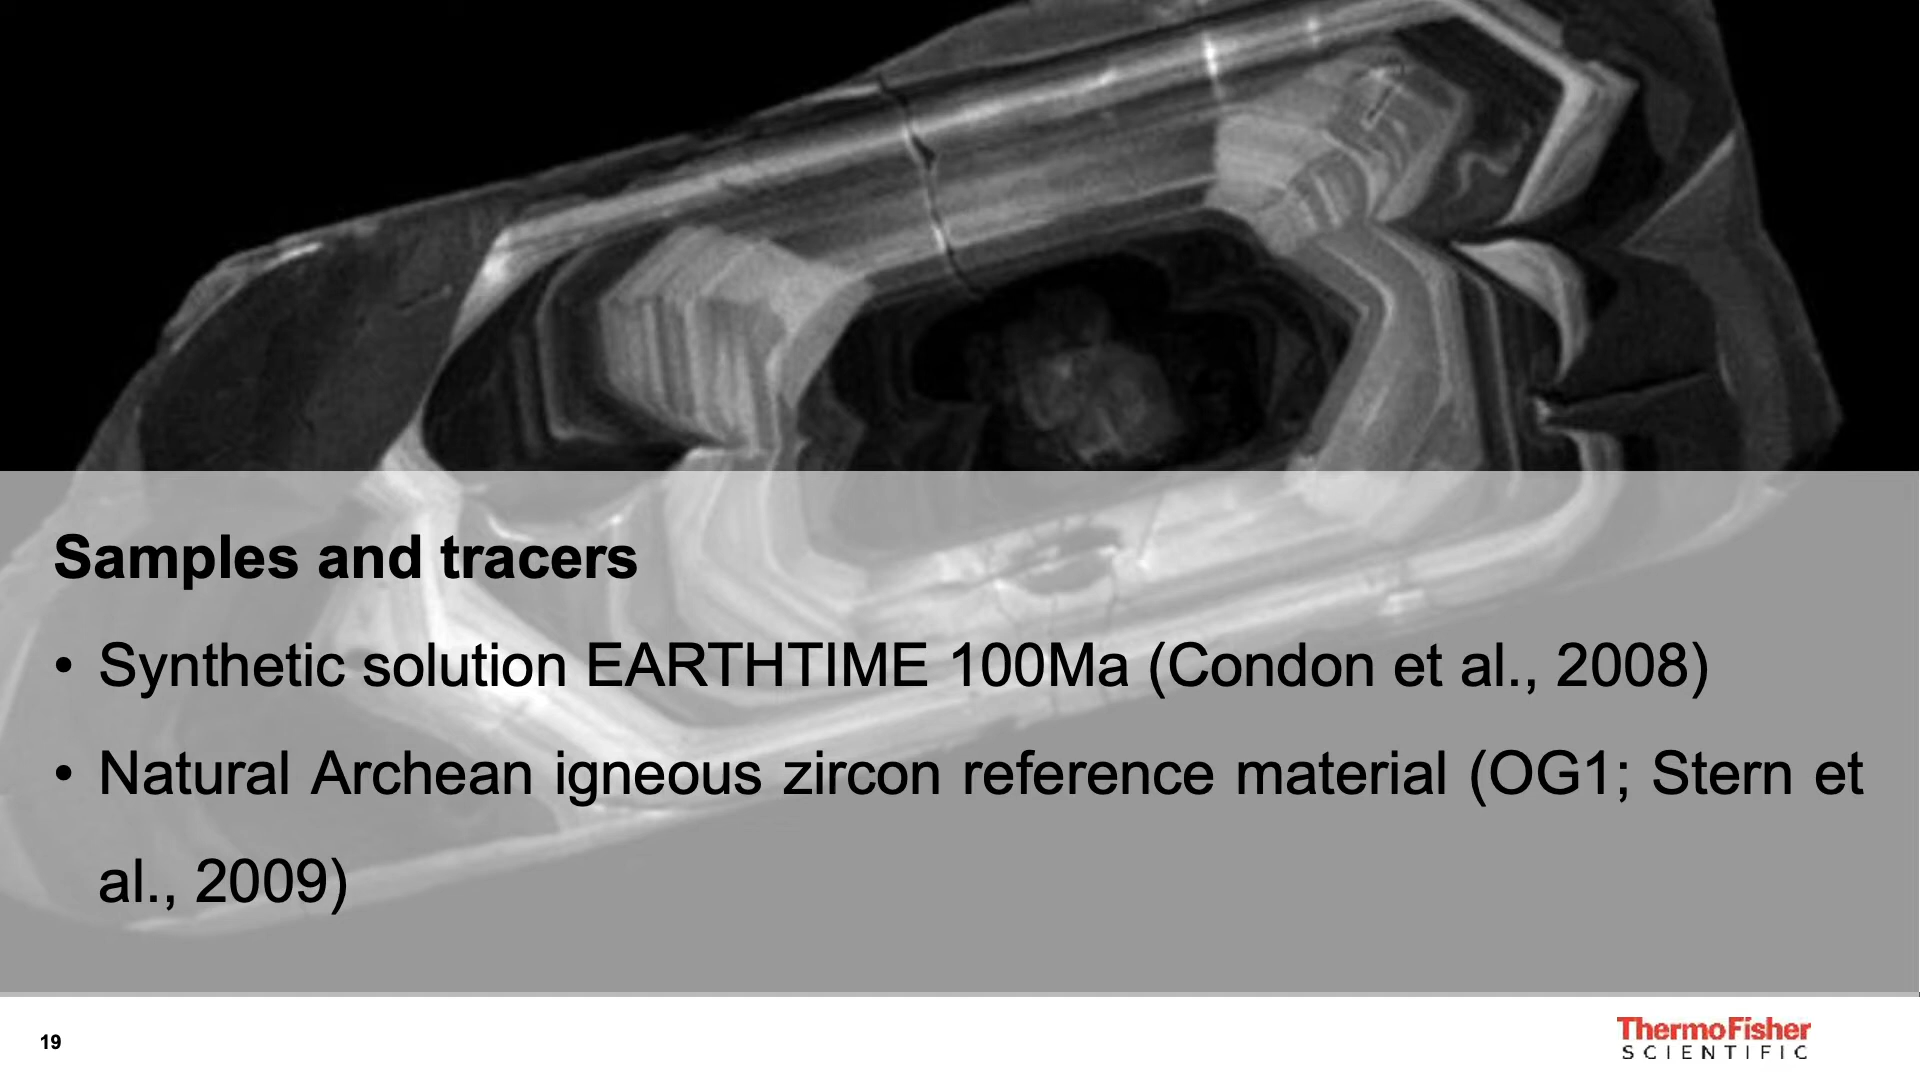 Samples and tracers
• Synthetic solution EARTHTIME 100Ma (Condon et al., 2008)
• Natural Archean igneous zircon reference material (OG1; Stern et
al., 2009)
19
ThermoFisher
SCIENTIFIC